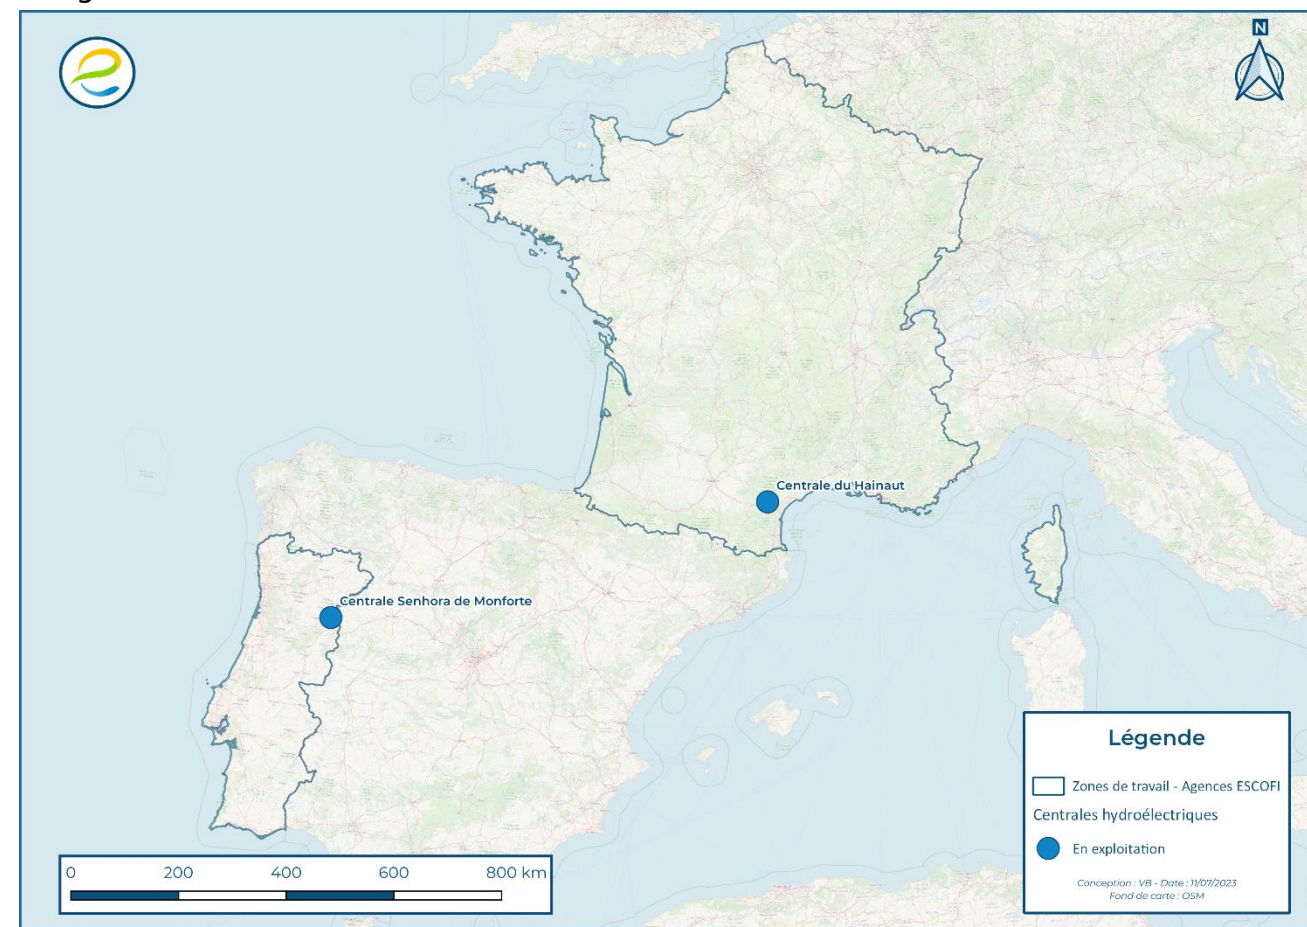 N
Centrale du Hainaut
Centrale Senhora de Monforte
Légende
Zones de travail - Agences ESCOFI
Centrales hydroélectriques
En exploitation
Conception : VB - Date : 11/07/2023
Fond de carte : OSM
0 200 400 600 800 km